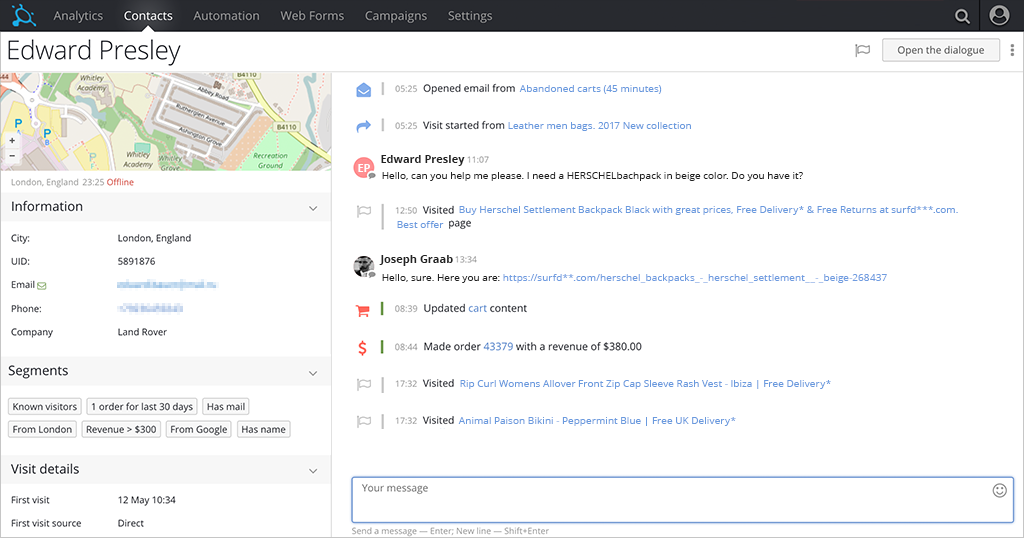 Analytics Contacts Automation Web Forms Campaigns Settings
Edward Presley
Open the dialogue
44
Whitley Academy
Abbey Road
B4110
Rutherglen Avenue
Ashington Grove
B4110
P
P
B
P
+
−
Whitley Academy
Whitley Academy Grove
Recreation Ground
London, England 23:25 Offline
Information
City: London, England
UID: 5891876
Email
Phone:
Company Land Rover
Segments
Known visitors 1 order for last 30 days Has mail
From London Revenue > $300 From Google Has name
Visit details
First visit 12 May 10:34
First visit source Direct
05:25 Opened email from Abandoned carts (45 minutes)
05:25 Visit started from Leather men bags. 2017 New collection
EP
Edward Presley 11:07
Hello, can you help me please. I need a HERSCHELbachpack in beige color. Do you have it?
12:50 Visited Buy Herschel Settlement Backpack Black with great prices, Free Delivery* & Free Returns at surfd***.com.
Best offer page
Joseph Graab 13:34
Hello, sure. Here you are: https://surfd**.com/herschel_backpacks_-_herschel_settlement__-_beige-268437
08:39 Updated cart content
$ 08:44 Made order 43379 with a revenue of $380.00
17:32 Visited Rip Curl Womens Allover Front Zip Cap Sleeve Rash Vest - Ibiza | Free Delivery*
17:32 Visited Animal Paison Bikini - Peppermint Blue | Free UK Delivery*
Your message
Send a message — Enter; New line — Shift+Enter